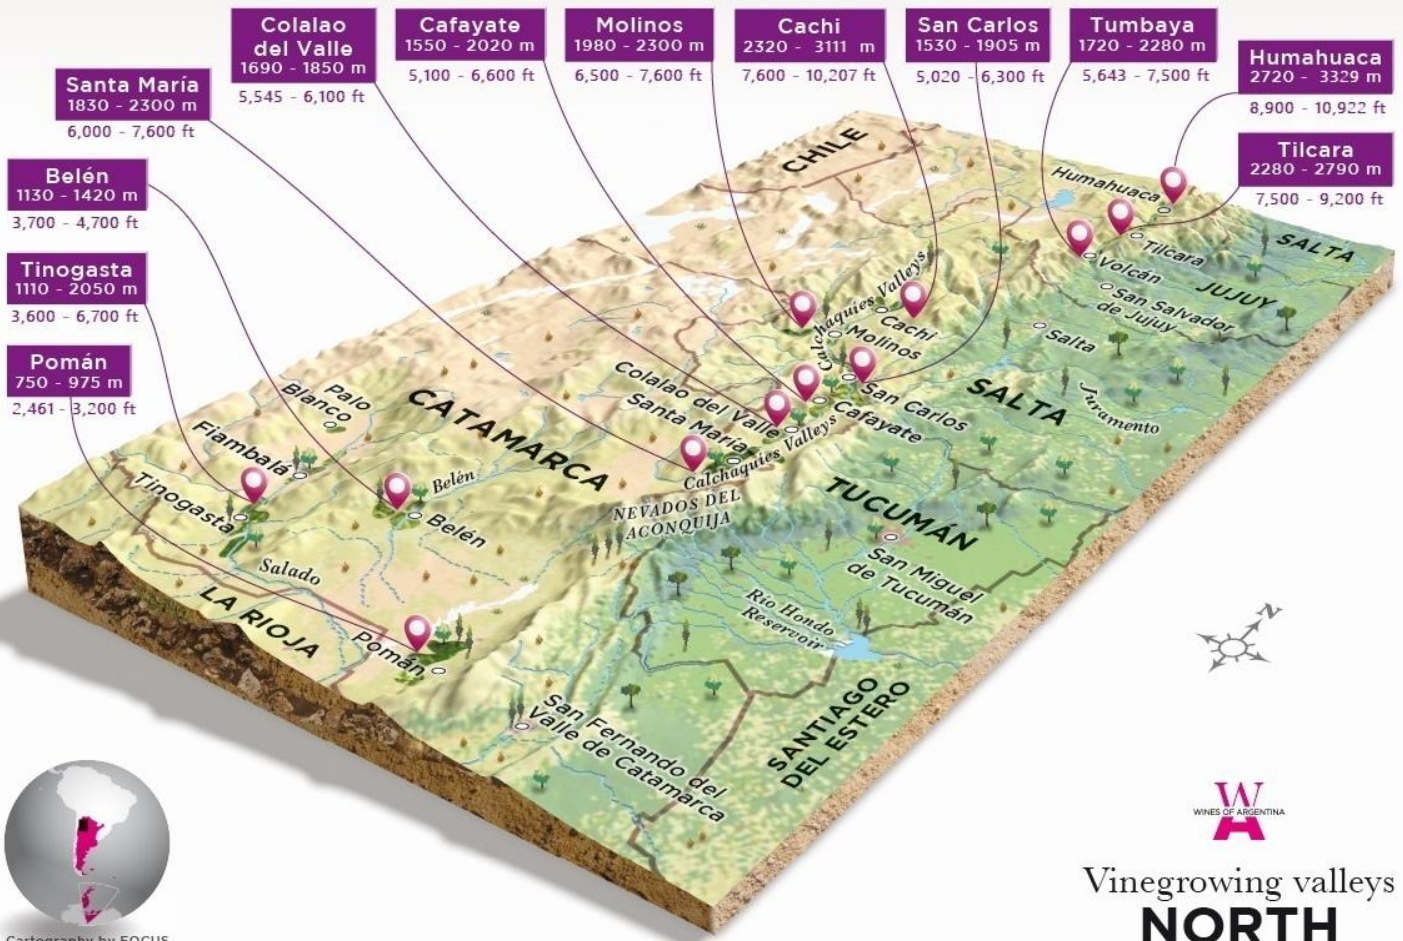 Colalao
del Valle
1690 - 1850 m
5,545 - 6,100 ft
Cafayate
1550 - 2020 m
5,100 - 6,600 ft
Molinos
1980 - 2300 m
6,500 - 7,600 ft
Cachi
2320 - 3111 m
7,600 - 10,207 ft
San Carlos
1530 - 1905 m
5,020 - 6,300 ft
Tumbaya
1720 - 2280 m
5,643 - 7,500 ft
Humahuaca
2720 - 3329 m
8,900 - 10,922 ft
Santa María
1830 - 2300 m
6,000 - 7,600 ft
Tilcara
2280 - 2790 m
7,500 - 9,200 ft
Belén
1130 - 1420 m
3,700 - 4,700 ft
Tinogasta
1110 - 2050 m
3,600 - 6,700 ft
Pomán
750 - 975 m
2,461 - 3,200 ft
CHILE
Humahuaca
Tilcara
SALTA
Volcán
JUJUY
San Salvador
de Jujuy
Calchaquíes Valleys
Cachi
Molinos
Salta
San Carlos
SALTA
Juramento
Cafayate
Colalao del Valle
Santa María
Calchaquíes Valleys
Palo
Blanco
CATAMARCA
Fiambalá
Tinogasta
Belén
Belén
NEVADOS DEL
ACONQUIJA
TUCUMÁN
San Miguel
de Tucumán
Salado
LA RIOJA
Pomán
Río Hondo
Reservoir
SANTIAGO
DEL ESTERO
San Fernando del
Valle de Catamarca
N
W
WINES OF ARGENTINA
A
Vinegrowing valleys
NORTH
Cartography by FOCUS